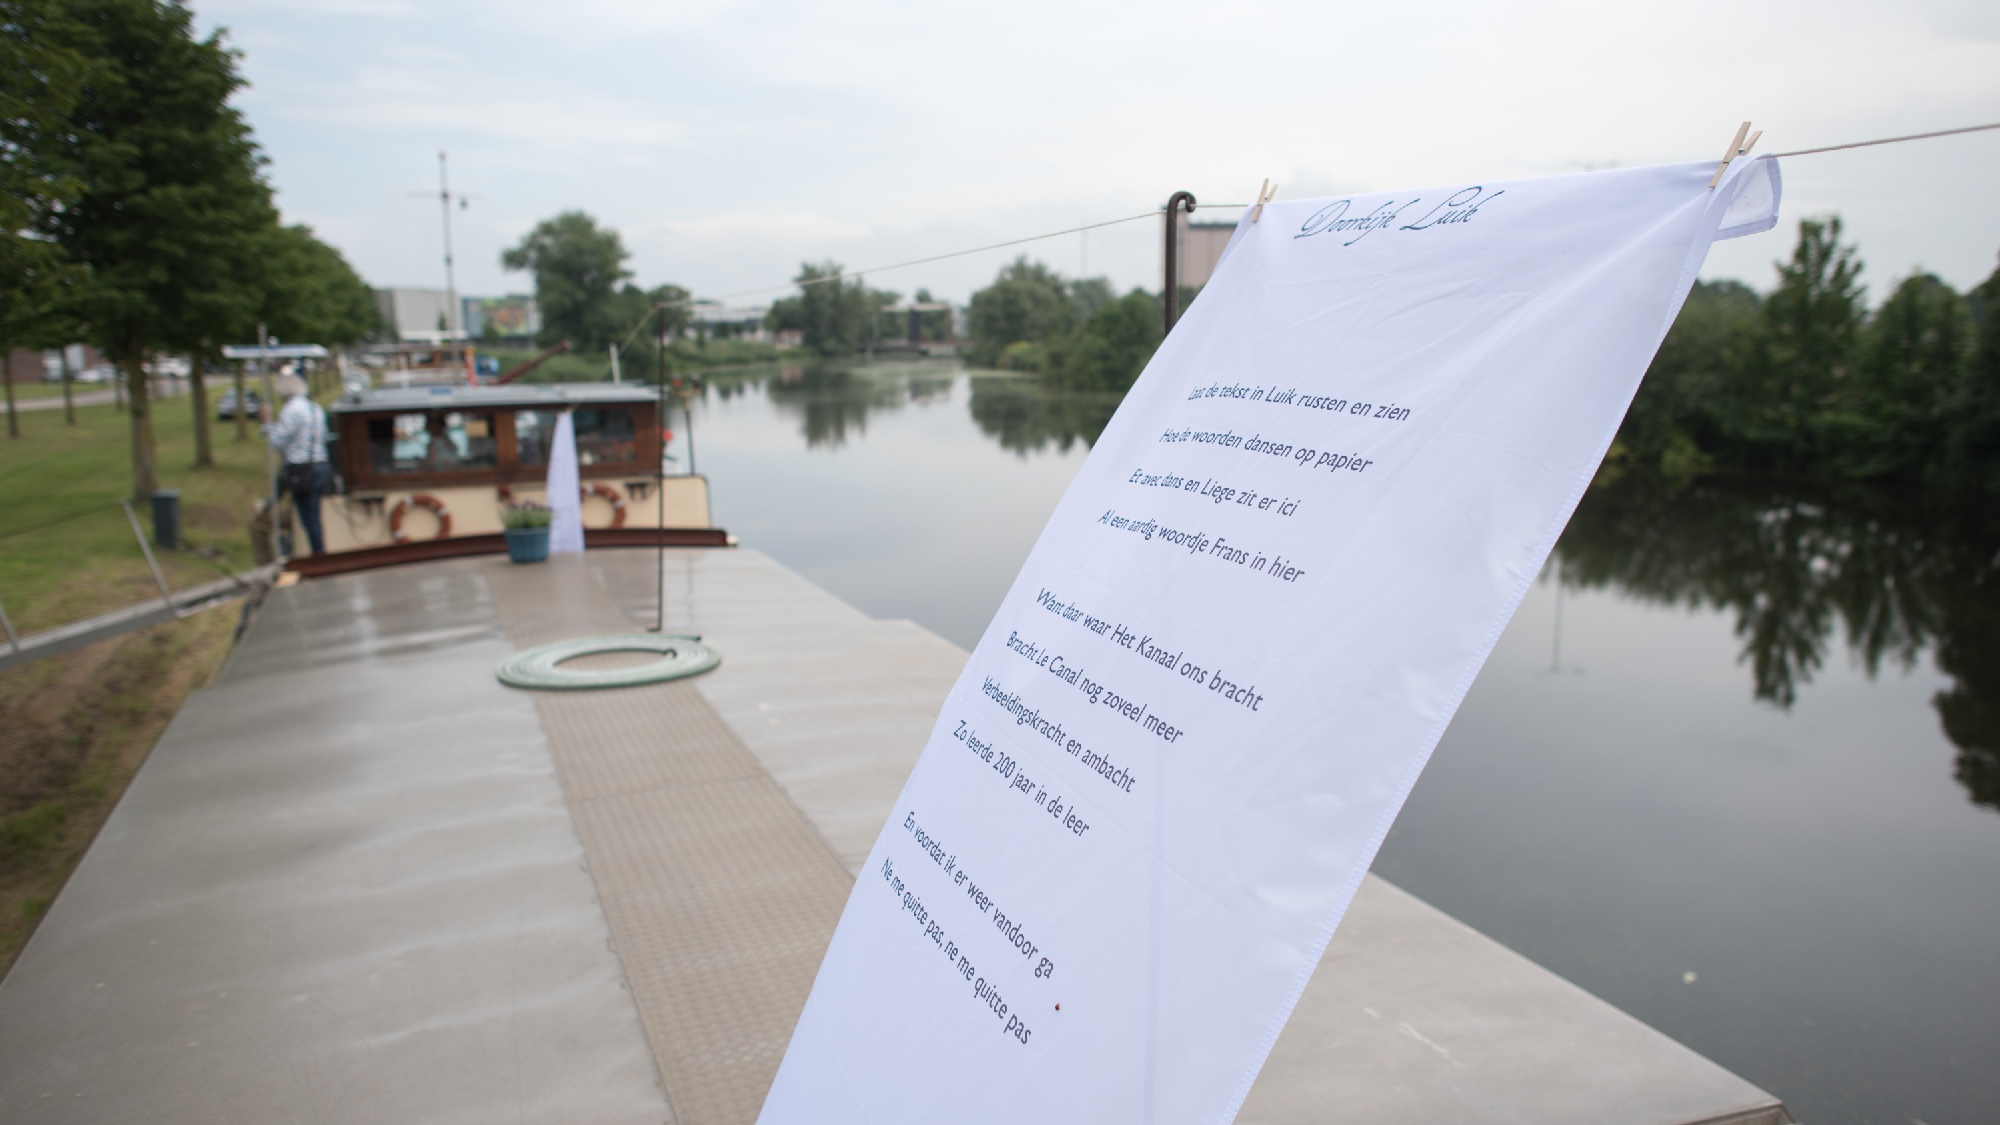 Doorkijk Luik
Laat de tekst in Luik rusten en zien
Hoe de woorden dansen op papier
Et avec dans en Liege zit er ici
Al een aardig woordje Frans in hier
Want daar waar Het Kanaal ons bracht
Bracht Le Canal nog zoveel meer
Verbeeldingskracht en ambacht
Zo leerde 200 jaar in de leer
En voordat ik er weer vandoor ga
Ne me quitte pas, ne me quitte pas